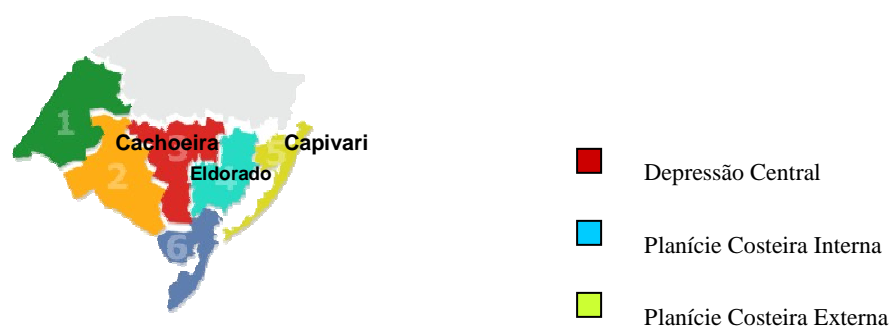 1
Cachoeira
3
Capivari
5
2
Eldorado
4
6
Depressão Central
Planície Costeira Interna
Planície Costeira Externa